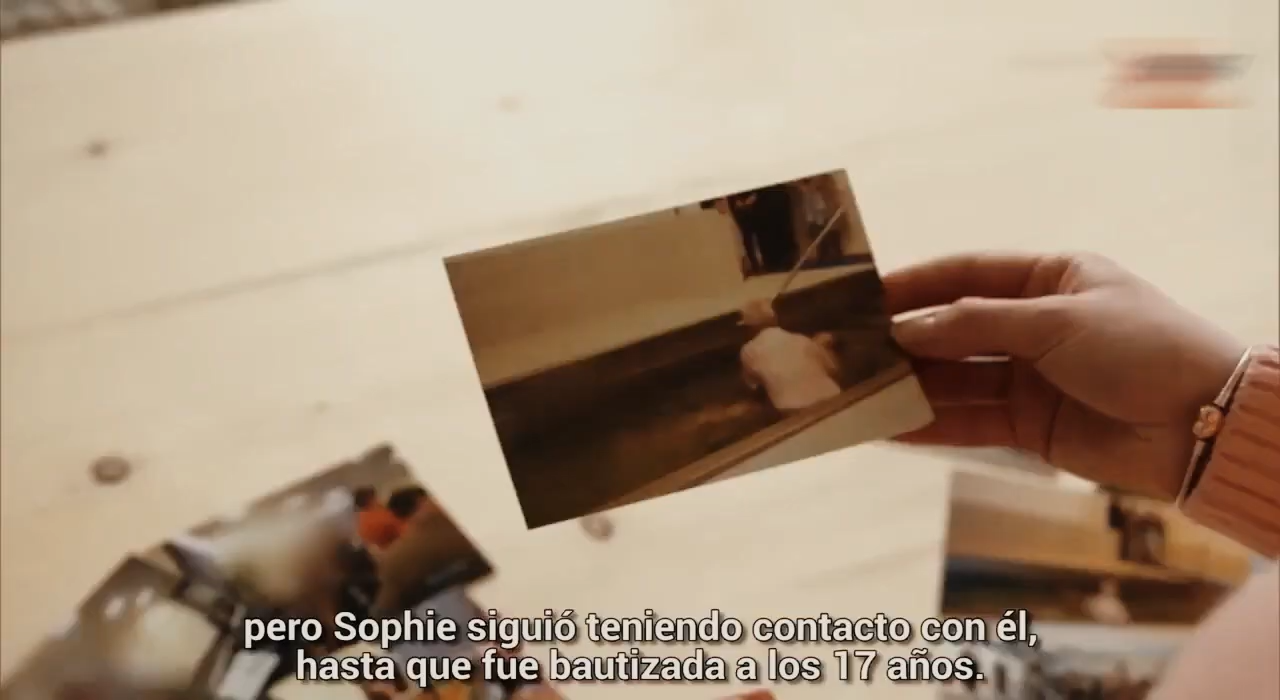 pero Sophie siguió teniendo contacto con él,
hasta que fue bautizada a los 17 años.